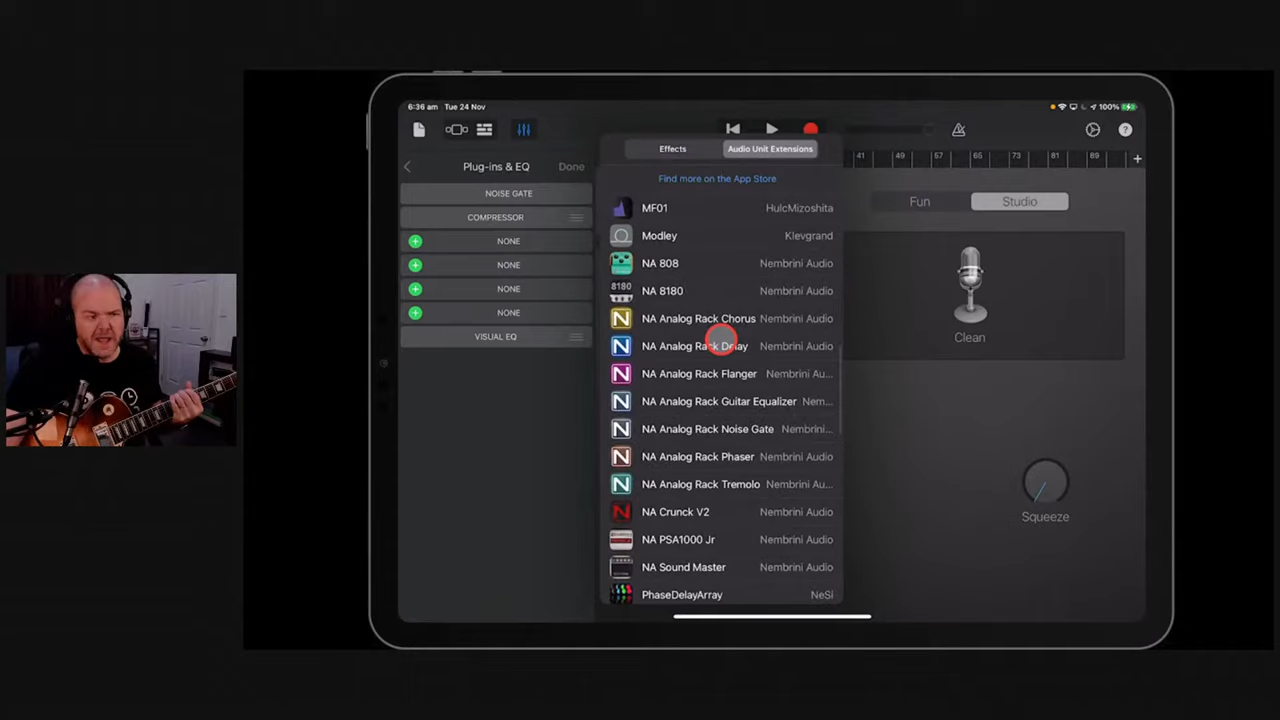 6:36 am Tue 24 Nov
100%
Plug-ins & EQ
Done
NOISE GATE
COMPRESSOR
NONE
NONE
NONE
NONE
VISUAL EQ
Effects
Audio Unit Extensions
Find more on the App Store
MF01 HulcMizoshita
Modley Klevgrand
NA 808 Nembrini Audio
8180 NA 8180 Nembrini Audio
N NA Analog Rack Chorus Nembrini Audio
N NA Analog Rack Delay Nembrini Audio
N NA Analog Rack Flanger Nembrini Au...
N NA Analog Rack Guitar Equalizer Nem...
N NA Analog Rack Noise Gate Nembrini...
N NA Analog Rack Phaser Nembrini Audio
N NA Analog Rack Tremolo Nembrini Au...
N NA Crunck V2 Nembrini Audio
NA PSA1000 Jr Nembrini Audio
NA Sound Master Nembrini Audio
PhaseDelayArray NeSi
?
41 49 57 65 73 81 89 +
Fun
Studio
Clean
Squeeze